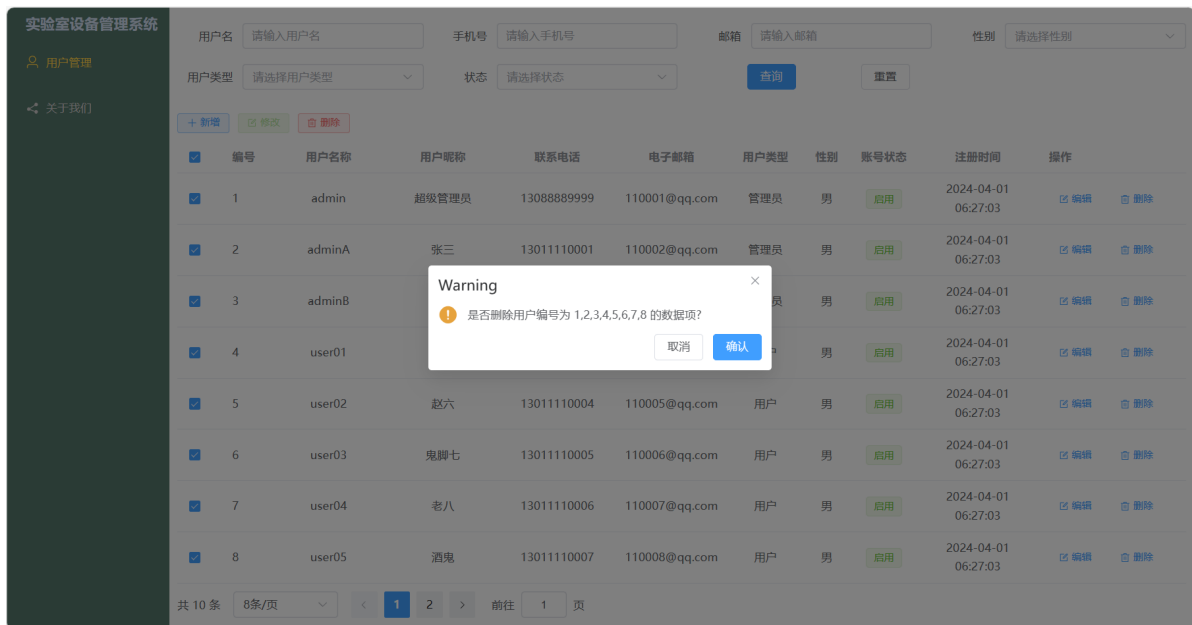 实验室设备管理系统
用户管理
关于我们
用户名 请输入用户名 手机号 请输入手机号 邮箱 请输入邮箱 性别 请选择性别
用户类型 请选择用户类型 状态 请选择状态 查询 重置
新增 修改 删除
编号 用户名称 用户昵称 联系电话 电子邮箱 用户类型 性别 账号状态 注册时间 操作
1 admin 超级管理员 13088889999 110001@qq.com 管理员 男 启用 2024-04-01 编辑 删除
06:27:03
2 adminA 张三 13011110001 110002@qq.com 管理员 男 启用 2024-04-01 编辑 删除
06:27:03
3 adminB 员 男 启用 2024-04-01 编辑 删除
06:27:03
Warning
是否删除用户编号为 1,2,3,4,5,6,7,8 的数据项?
取消 确认
4 user01 男 启用 2024-04-01 编辑 删除
06:27:03
5 user02 赵六 13011110004 110005@qq.com 用户 男 启用 2024-04-01 编辑 删除
06:27:03
6 user03 鬼脚七 13011110005 110006@qq.com 用户 男 启用 2024-04-01 编辑 删除
06:27:03
7 user04 老八 13011110006 110007@qq.com 用户 男 启用 2024-04-01 编辑 删除
06:27:03
8 user05 酒鬼 13011110007 110008@qq.com 用户 男 启用 2024-04-01 编辑 删除
06:27:03
共 10 条 8条/页 1 2 前往 1 页